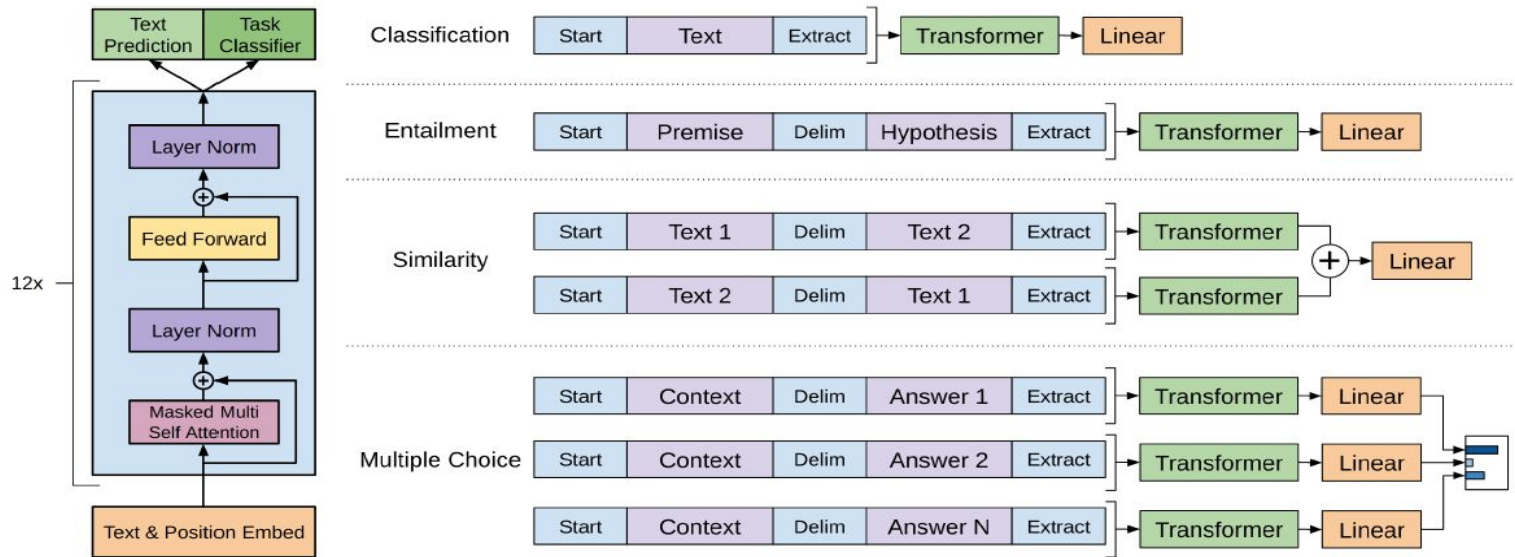 Text Prediction
Task Classifier
12x
Layer Norm
+
Feed Forward
Layer Norm
+
Masked Multi
Self Attention
Text & Position Embed
Classification
Start Text Extract Transformer Linear
Entailment
Start Premise Delim Hypothesis Extract Transformer Linear
Similarity
Start Text 1 Delim Text 2 Extract Transformer
+ Linear
Start Text 2 Delim Text 1 Extract Transformer
Multiple Choice
Start Context Delim Answer 1 Extract Transformer Linear
Start Context Delim Answer 2 Extract Transformer Linear
Start Context Delim Answer N Extract Transformer Linear